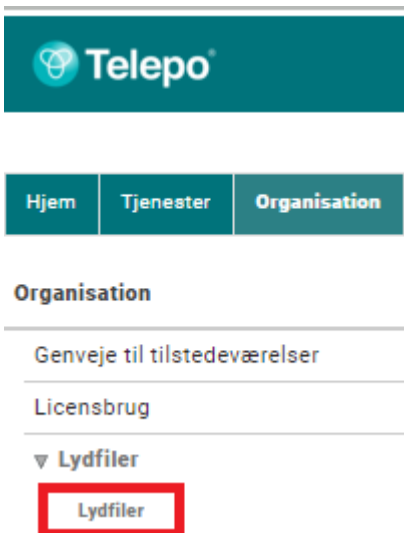 Telepo®
Hjem Tjenester Organisation
Organisation
Genveje til tilstedeværelser
Licensbrug
Lydfiler
Lydfiler